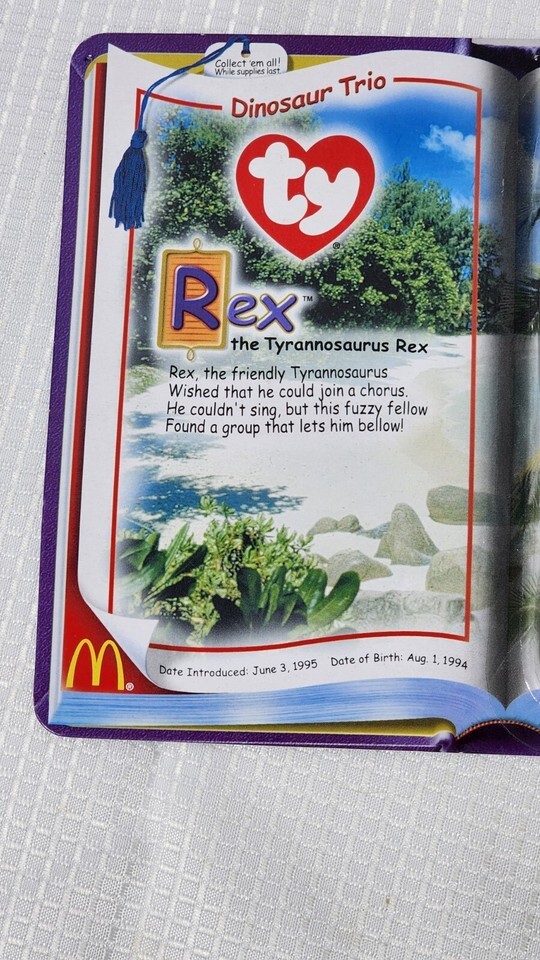 Collect 'em all!
While supplies last.
Dinosaur Trio
ty
®
Rex™
the Tyrannosaurus Rex
Rex, the friendly Tyrannosaurus
Wished that he could join a chorus.
He couldn't sing, but this fuzzy fellow
Found a group that lets him bellow!
M®
Date Introduced: June 3, 1995 Date of Birth: Aug. 1, 1994